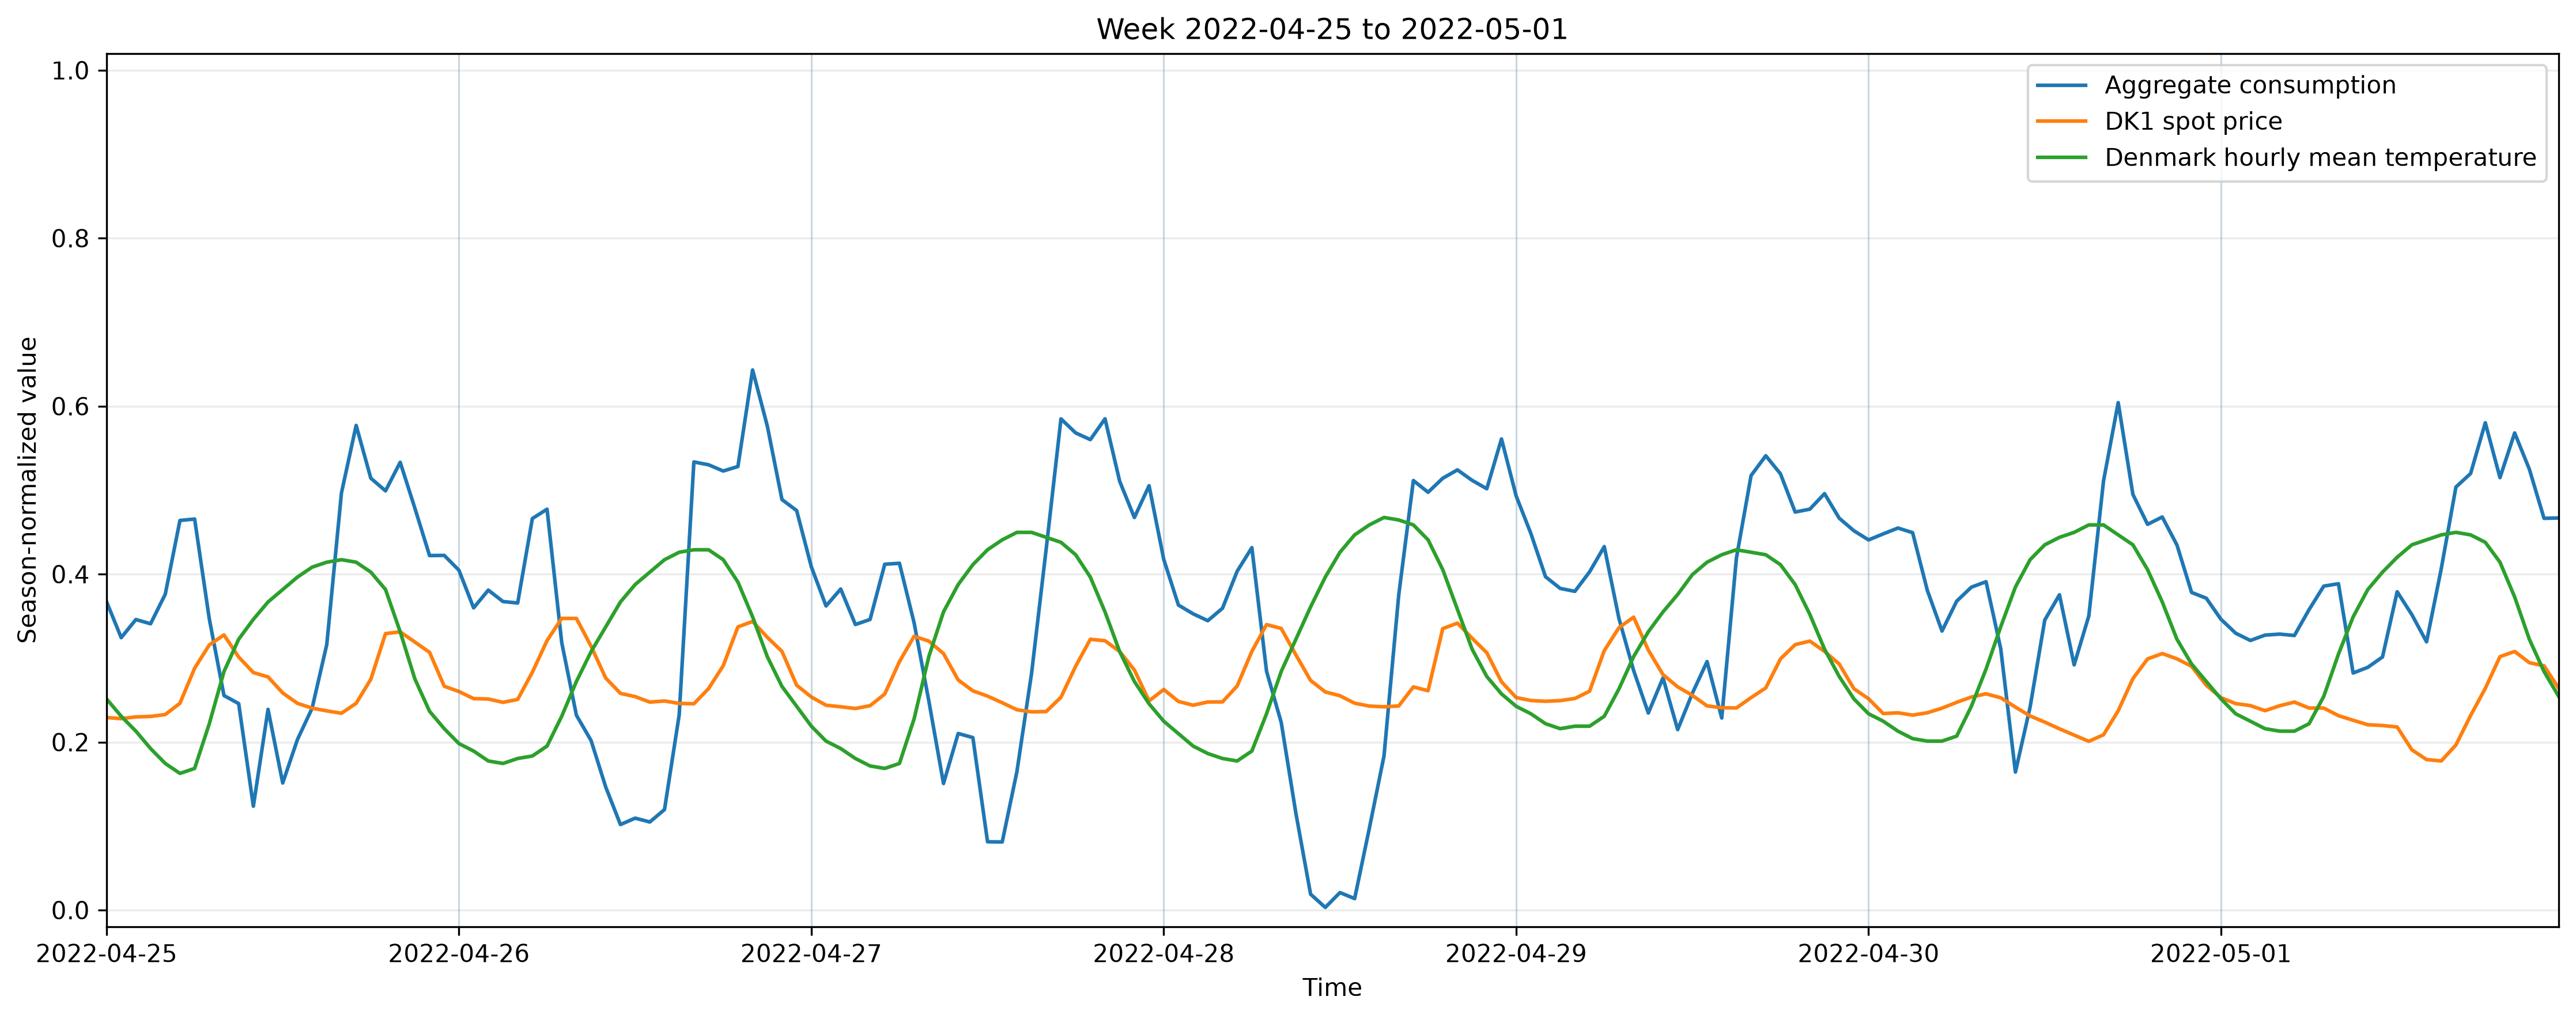 Week 2022-04-25 to 2022-05-01
Aggregate consumption
DK1 spot price
Denmark hourly mean temperature
Season-normalized value
1.0
0.8
0.6
0.4
0.2
0.0
2022-04-25 2022-04-26 2022-04-27 2022-04-28 2022-04-29 2022-04-30 2022-05-01
Time